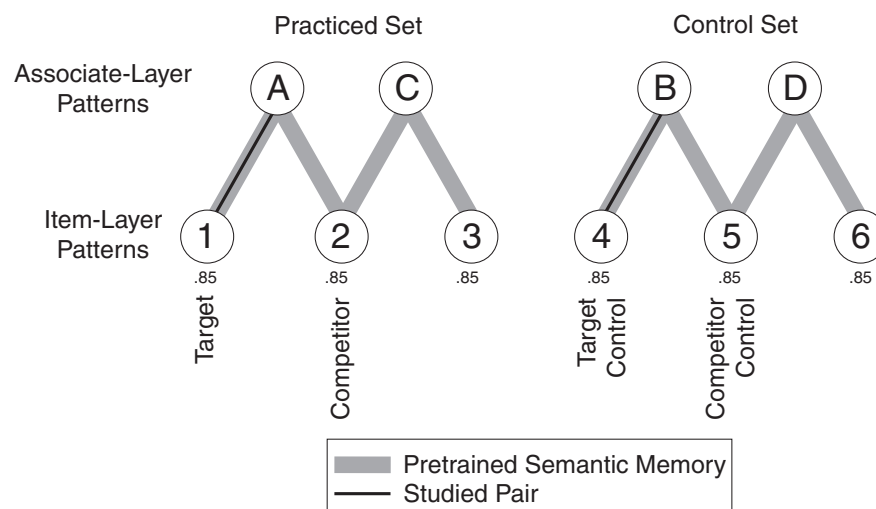 Practiced Set
Control Set
Associate-Layer
Patterns
A
C
B
D
Item-Layer
Patterns
1
2
3
4
5
6
.85
.85
.85
.85
.85
.85
Target
Competitor
Target
Control
Competitor
Control
Pretrained Semantic Memory
Studied Pair